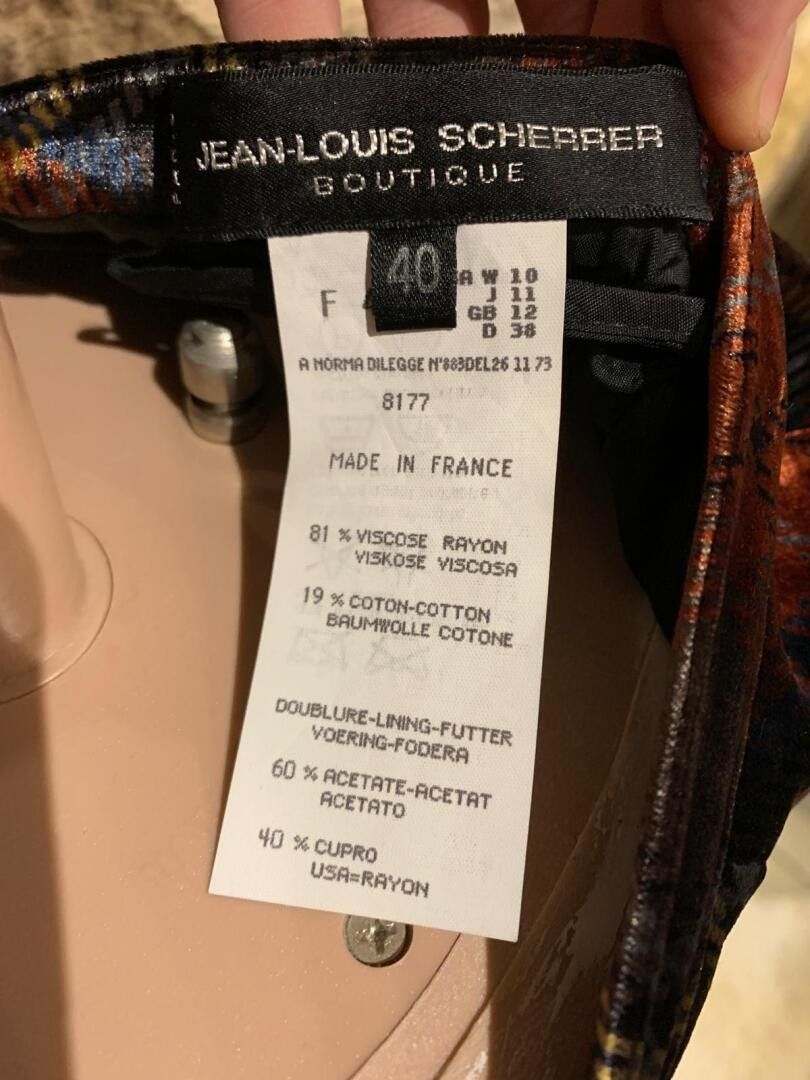 JEAN-LOUIS SCHERRER
BOUTIQUE
PARIS
40
F
W 10
J 11
GB 12
D 38
A NORMA DILEGGE N°883DEL26 11 73
8177
MADE IN FRANCE
81 % VISCOSE RAYON
VISKOSE VISCOSA
19 % COTON-COTTON
BAUMWOLLE COTONE
DOUBLURE-LINING-FUTTER
VOERING-FODERA
60 % ACETATE-ACETAT
ACETATO
40 % CUPRO
USA=RAYON